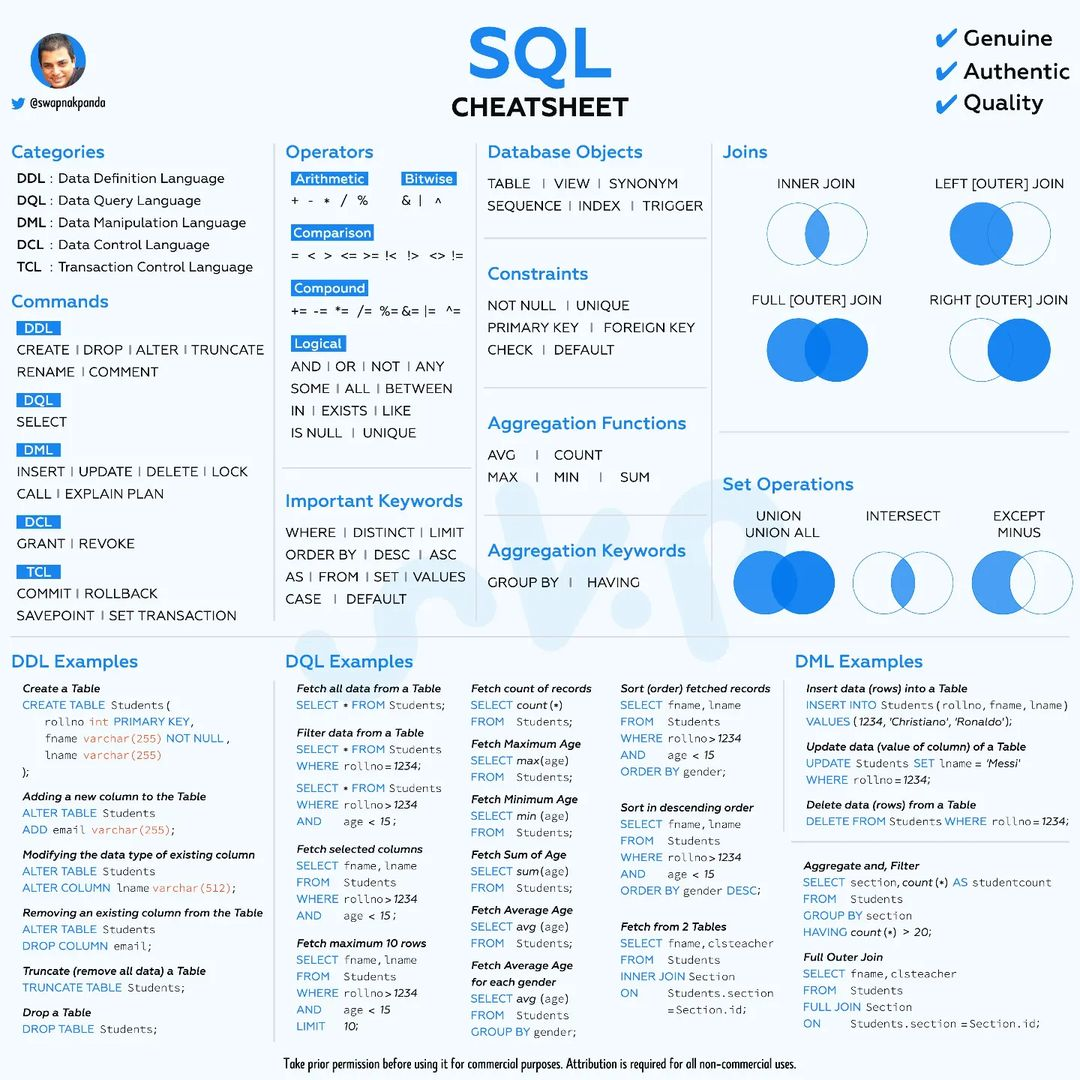 SQL
CHEATSHEET
@swapnakpanda
✔ Genuine
✔ Authentic
✔ Quality
Categories
DDL : Data Definition Language
DQL : Data Query Language
DML : Data Manipulation Language
DCL : Data Control Language
TCL : Transaction Control Language
Commands
DDL
CREATE | DROP | ALTER | TRUNCATE
RENAME | COMMENT
DQL
SELECT
DML
INSERT | UPDATE | DELETE | LOCK
CALL | EXPLAIN PLAN
DCL
GRANT | REVOKE
TCL
COMMIT | ROLLBACK
SAVEPOINT | SET TRANSACTION
Operators
Arithmetic
+ - * / %
Bitwise
& | ^
Comparison
= < > <= >= !< !> <> !=
Compound
+= -= *= /= %= &= |= ^=
Logical
AND | OR | NOT | ANY
SOME | ALL | BETWEEN
IN | EXISTS | LIKE
IS NULL | UNIQUE
Important Keywords
WHERE | DISTINCT | LIMIT
ORDER BY | DESC | ASC
AS | FROM | SET | VALUES
CASE | DEFAULT
Database Objects
TABLE | VIEW | SYNONYM
SEQUENCE | INDEX | TRIGGER
Constraints
NOT NULL | UNIQUE
PRIMARY KEY | FOREIGN KEY
CHECK | DEFAULT
Aggregation Functions
AVG | COUNT
MAX | MIN | SUM
Aggregation Keywords
GROUP BY | HAVING
Joins
INNER JOIN
LEFT [OUTER] JOIN
FULL [OUTER] JOIN
RIGHT [OUTER] JOIN
Set Operations
UNION
UNION ALL
INTERSECT
EXCEPT
MINUS
DDL Examples
Create a Table
CREATE TABLE Students (
rollno int PRIMARY KEY,
fname varchar(255) NOT NULL,
lname varchar(255)
);
Adding a new column to the Table
ALTER TABLE Students
ADD email varchar(255);
Modifying the data type of existing column
ALTER TABLE Students
ALTER COLUMN lname varchar(512);
Removing an existing column from the Table
ALTER TABLE Students
DROP COLUMN email;
Truncate (remove all data) a Table
TRUNCATE TABLE Students;
Drop a Table
DROP TABLE Students;
DQL Examples
Fetch all data from a Table
SELECT * FROM Students;
Filter data from a Table
SELECT * FROM Students
WHERE rollno=1234;
SELECT * FROM Students
WHERE rollno>1234
AND age < 15;
Fetch selected columns
SELECT fname, lname
FROM Students
WHERE rollno>1234
AND age < 15;
Fetch maximum 10 rows
SELECT fname, lname
FROM Students
WHERE rollno>1234
AND age < 15
LIMIT 10;
Fetch count of records
SELECT count(*)
FROM Students;
Fetch Maximum Age
SELECT max(age)
FROM Students;
Fetch Minimum Age
SELECT min (age)
FROM Students;
Fetch Sum of Age
SELECT sum(age)
FROM Students;
Fetch Average Age
SELECT avg (age)
FROM Students;
Fetch Average Age
for each gender
SELECT avg (age)
FROM Students
GROUP BY gender;
Sort (order) fetched records
SELECT fname, lname
FROM Students
WHERE rollno>1234
AND age < 15
ORDER BY gender;
Sort in descending order
SELECT fname, lname
FROM Students
WHERE rollno>1234
AND age < 15
ORDER BY gender DESC;
Fetch from 2 Tables
SELECT fname, clsteacher
FROM Students
INNER JOIN Section
ON Students.section
=Section.id;
DML Examples
Insert data (rows) into a Table
INSERT INTO Students (rollno, fname, lname)
VALUES (1234, 'Christiano', 'Ronaldo');
Update data (value of column) of a Table
UPDATE Students SET lname = 'Messi'
WHERE rollno=1234;
Delete data (rows) from a Table
DELETE FROM Students WHERE rollno=1234;
Aggregate and, Filter
SELECT section, count(*) AS studentcount
FROM Students
GROUP BY section
HAVING count(*) > 20;
Full Outer Join
SELECT fname, clsteacher
FROM Students
FULL JOIN Section
ON Students.section =Section.id;
Take prior permission before using it for commercial purposes. Attribution is required for all non-commercial uses.